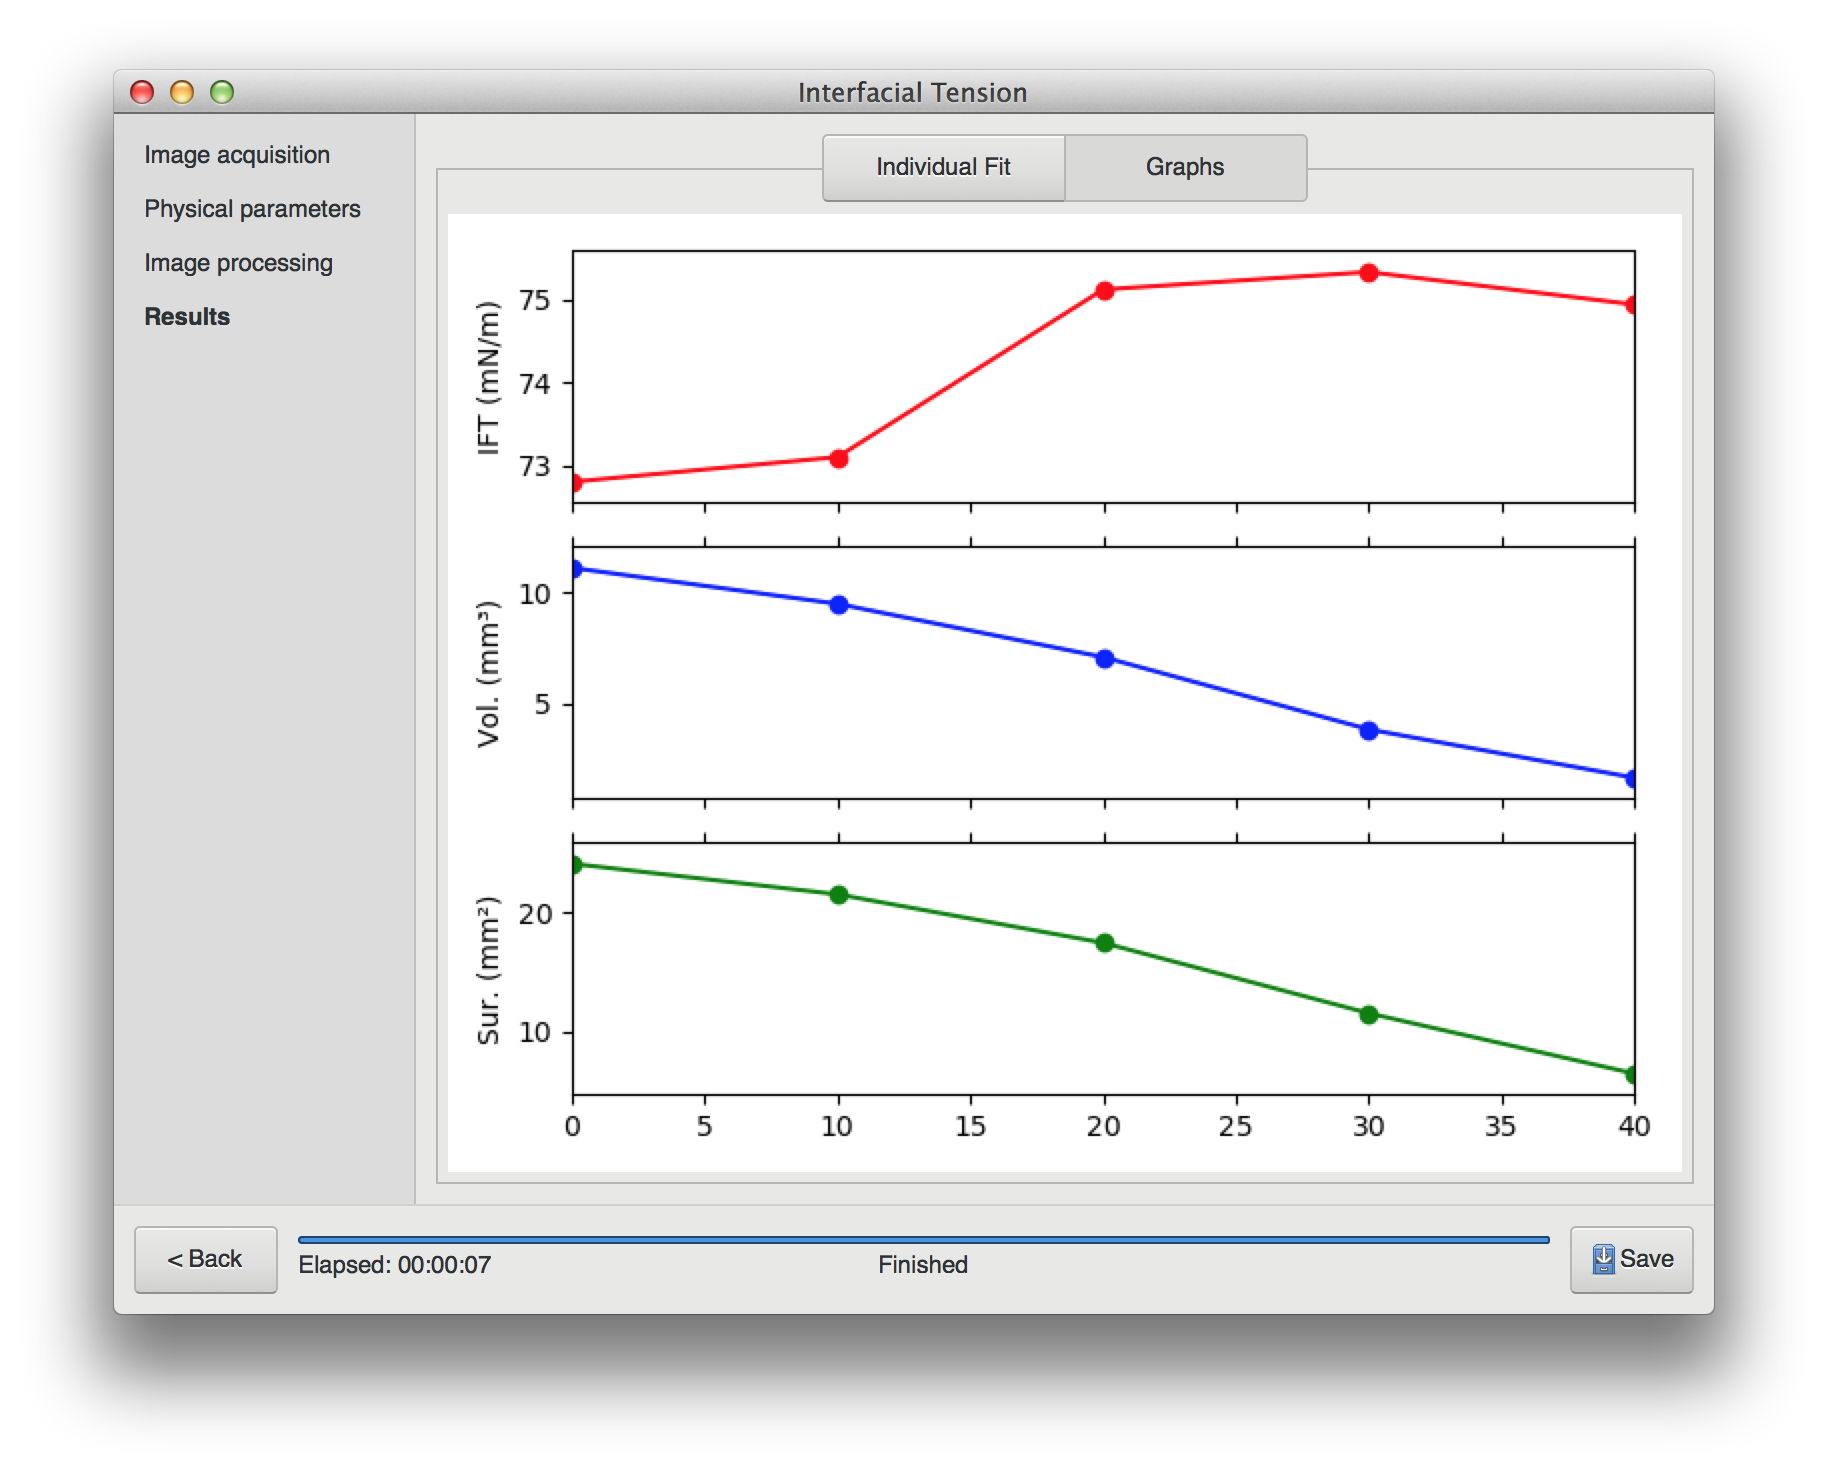 Interfacial Tension
Image acquisition
Physical parameters
Image processing
Results
Individual Fit
Graphs
IFT (mN/m)
75
74
73
Vol. (mm³)
10
5
Sur. (mm²)
20
10
0 5 10 15 20 25 30 35 40
< Back
Elapsed: 00:00:07
Finished
Save